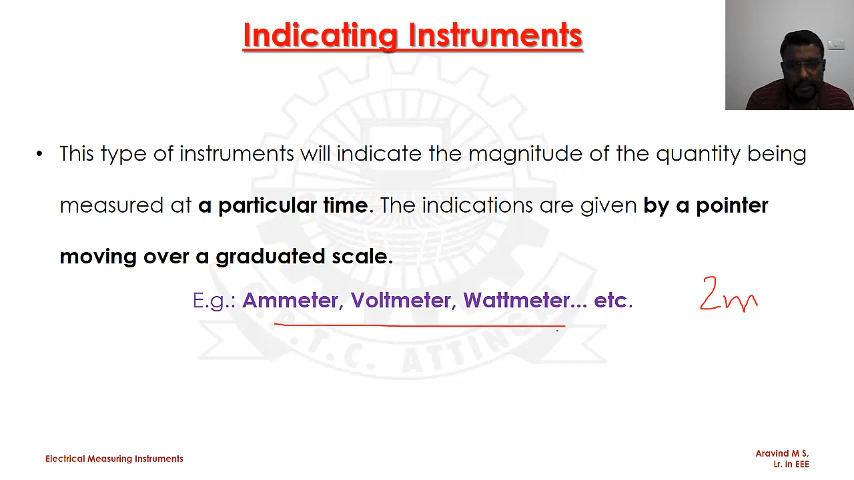 Indicating Instruments
• This type of instruments will indicate the magnitude of the quantity being
measured at a particular time. The indications are given by a pointer
moving over a graduated scale.
E.g.: Ammeter, Voltmeter, Wattmeter... etc.
2m
P.T.C. ATTINGA
Electrical Measuring Instruments
Aravind M S,
Lr. in EEE